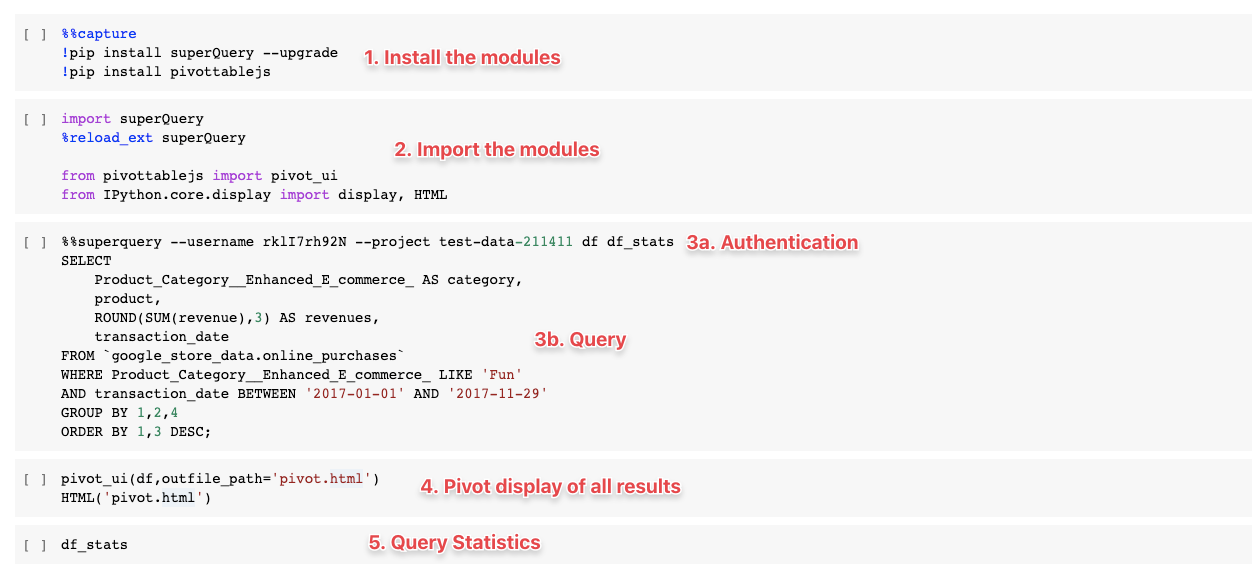 [ ] %%capture
!pip install superQuery --upgrade
!pip install pivottablejs
1. Install the modules
[ ] import superQuery
%reload_ext superQuery
from pivottablejs import pivot_ui
from IPython.core.display import display, HTML
2. Import the modules
[ ] %%superquery --username rklI7rh92N --project test-data-211411 df df_stats
3a. Authentication
SELECT
Product_Category__Enhanced_E_commerce_ AS category,
product,
ROUND(SUM(revenue),3) AS revenues,
transaction_date
FROM `google_store_data.online_purchases`
WHERE Product_Category__Enhanced_E_commerce_ LIKE 'Fun'
AND transaction_date BETWEEN '2017-01-01' AND '2017-11-29'
GROUP BY 1,2,4
ORDER BY 1,3 DESC;
3b. Query
[ ] pivot_ui(df,outfile_path='pivot.html')
HTML('pivot.html')
4. Pivot display of all results
[ ] df_stats
5. Query Statistics